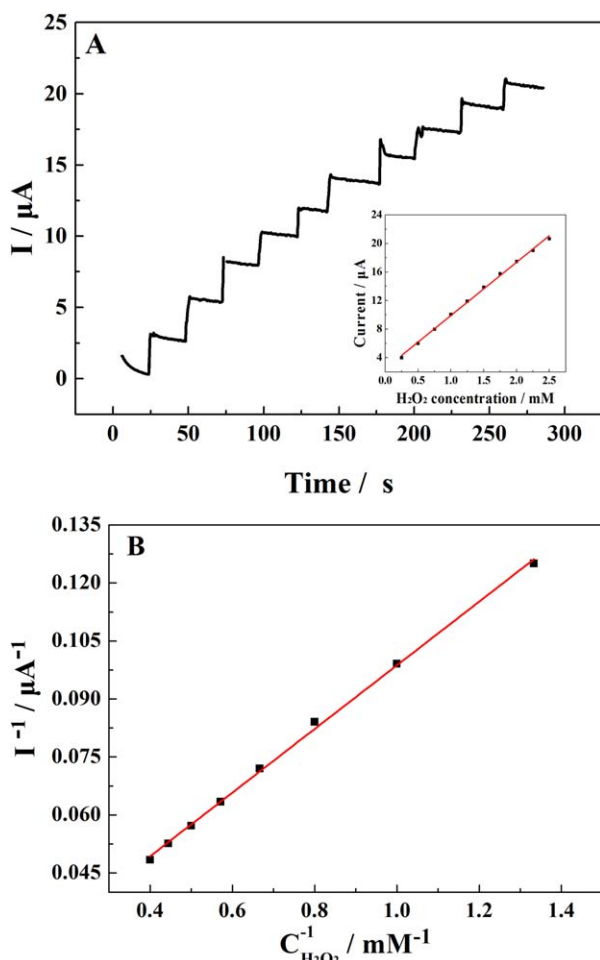 A
I / µA
25
20
15
10
5
0
0 50 100 150 200 250 300
Time / s
Current / µA
24
20
16
12
8
4
0.0 0.5 1.0 1.5 2.0 2.5
H₂O₂ concentration / mM
B
I⁻¹ / µA⁻¹
0.135
0.120
0.105
0.090
0.075
0.060
0.045
0.4 0.6 0.8 1.0 1.2 1.4
C⁻¹H₂O₂ / mM⁻¹